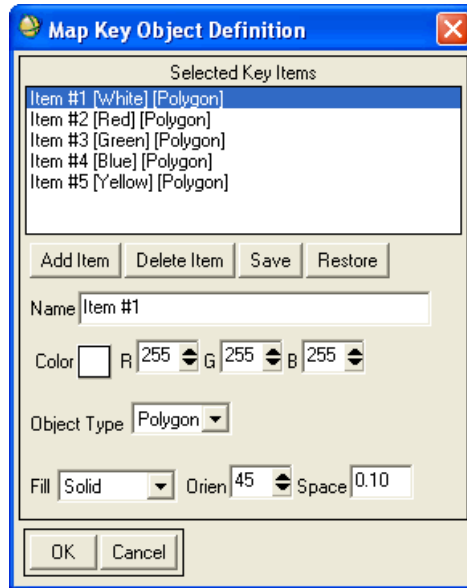 Map Key Object Definition
Selected Key Items
Item #1 [White] [Polygon]
Item #2 [Red] [Polygon]
Item #3 [Green] [Polygon]
Item #4 [Blue] [Polygon]
Item #5 [Yellow] [Polygon]
Add Item Delete Item Save Restore
Name Item #1
Color R 255 G 255 B 255
Object Type Polygon
Fill Solid Orien 45 Space 0.10
OK Cancel